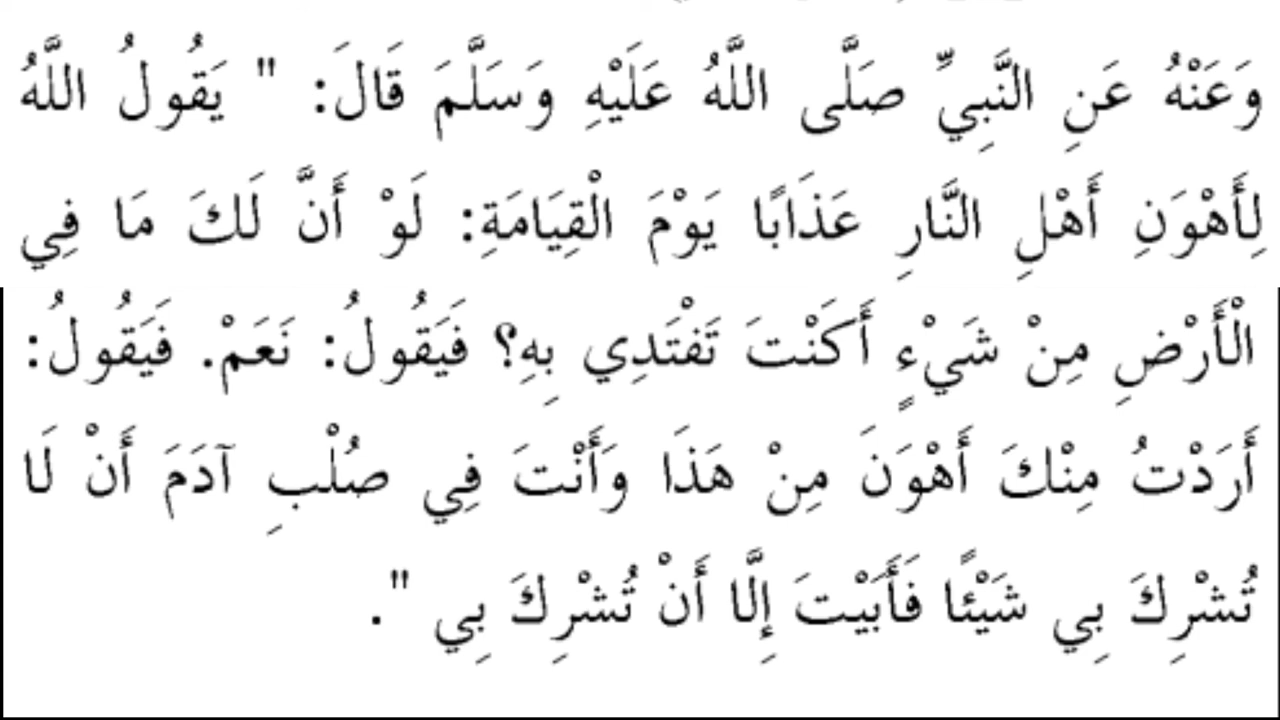 وَعَنْهُ عَنِ النَّبِيِّ صَلَّى اللَّهُ عَلَيْهِ وَسَلَّمَ قَالَ: " يَقُولُ اللَّهُ
لِأَهْوَنِ أَهْلِ النَّارِ عَذَابًا يَوْمَ الْقِيَامَةِ: لَوْ أَنَّ لَكَ مَا فِي
الْأَرْضِ مِنْ شَيْءٍ أَكَنْتَ تَفْتَدِي بِهِ؟ فَيَقُولُ: نَعَمْ. فَيَقُولُ:
أَرَدْتُ مِنْكَ أَهْوَنَ مِنْ هَذَا وَأَنْتَ فِي صُلْبِ آدَمَ أَنْ لَا
تُشْرِكَ بِي شَيْئًا فَأَبَيْتَ إِلَّا أَنْ تُشْرِكَ بِي ".